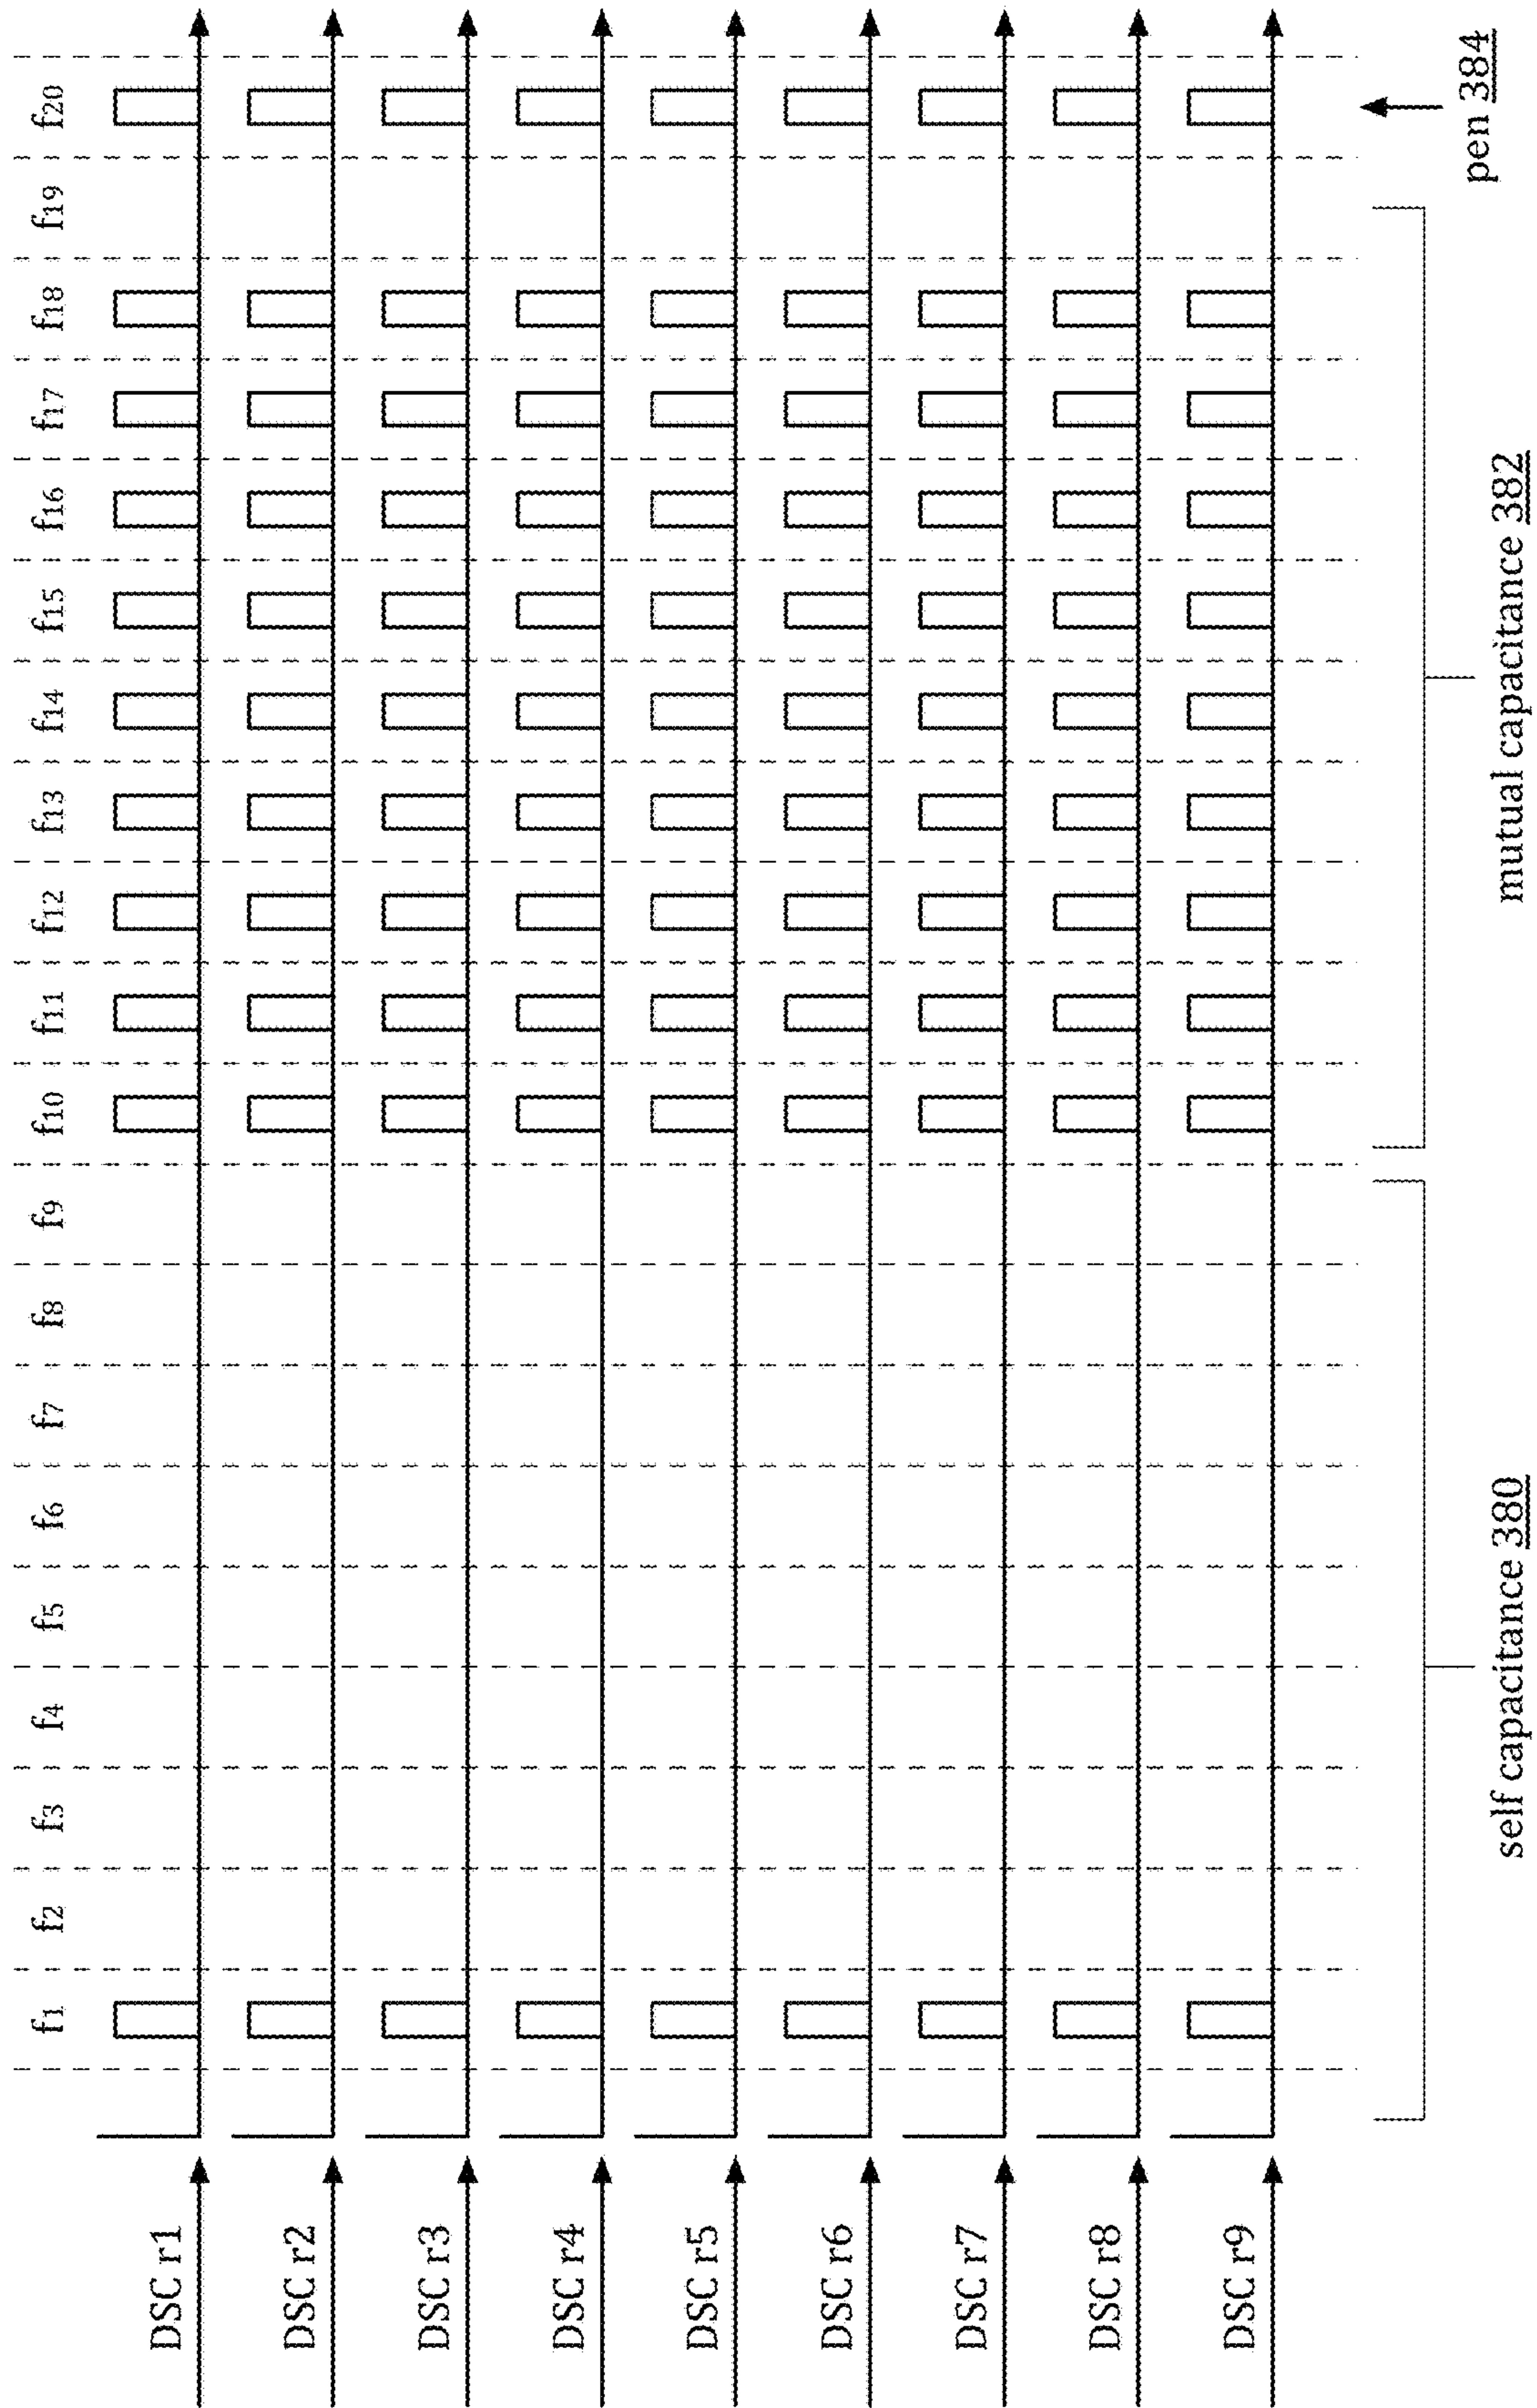 f1 f2 f3 f4 f5 f6 f7 f8 f9 f10 f11 f12 f13 f14 f15 f16 f17 f18 f19 f20
DSC r1
DSC r2
DSC r3
DSC r4
DSC r5
DSC r6
DSC r7
DSC r8
DSC r9
self capacitance 380
mutual capacitance 382
pen 384